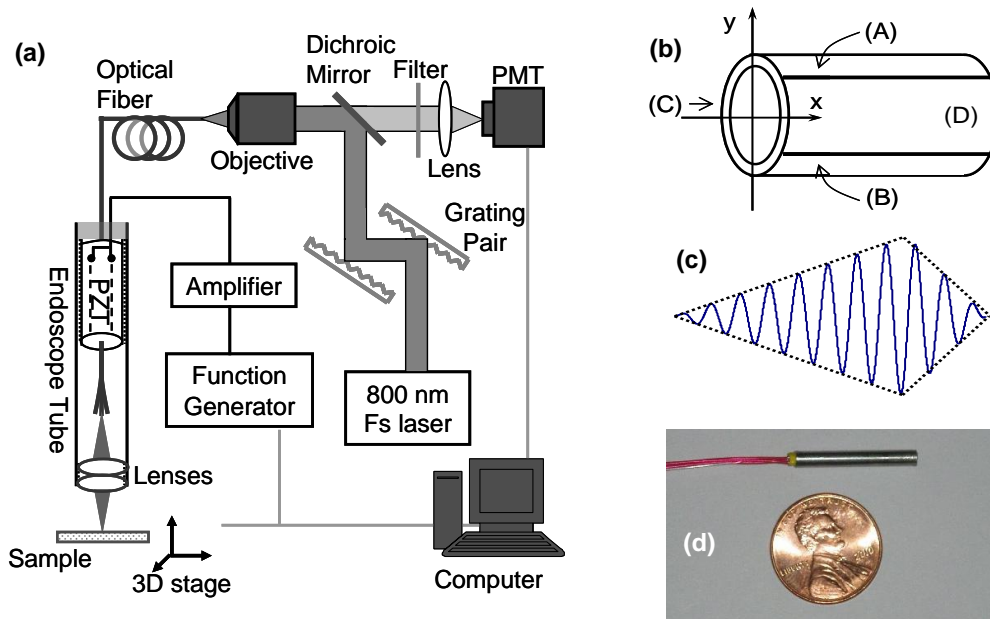 (a)
Optical
Fiber
Dichroic
Mirror
Filter
PMT
Objective
Lens
Grating
Pair
Endoscope Tube
PZT
Amplifier
Function
Generator
800 nm
Fs laser
Lenses
Sample
3D stage
Computer
(b)
y
(A)
(C)
x
(D)
(B)
(c)
(d)